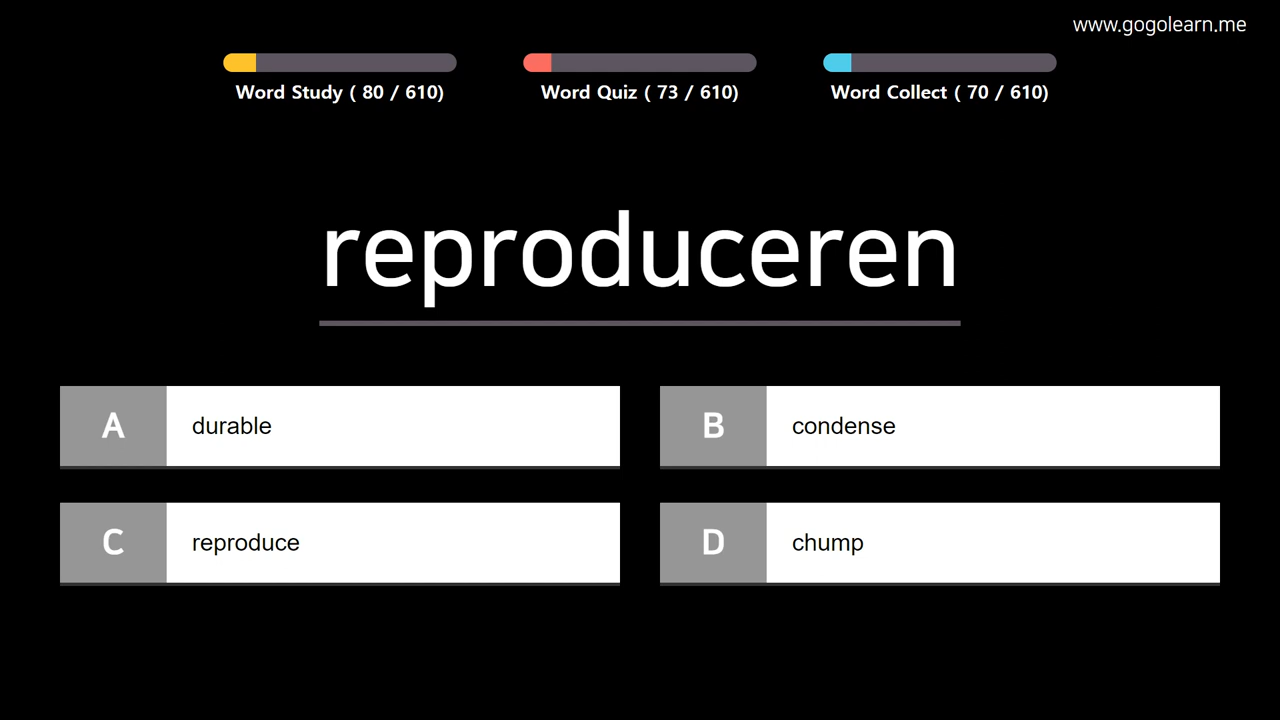 www.gogolearn.me
Word Study ( 80 / 610)
Word Quiz ( 73 / 610)
Word Collect ( 70 / 610)
reproduceren
A durable
B condense
C reproduce
D chump